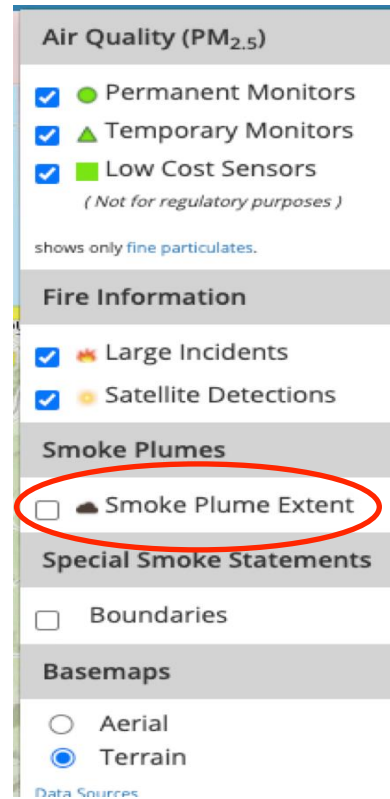 Air Quality (PM2.5)
Permanent Monitors
Temporary Monitors
Low Cost Sensors
( Not for regulatory purposes )
shows only fine particulates.
Fire Information
Large Incidents
Satellite Detections
Smoke Plumes
Smoke Plume Extent
Special Smoke Statements
Boundaries
Basemaps
Aerial
Terrain
Data Sources